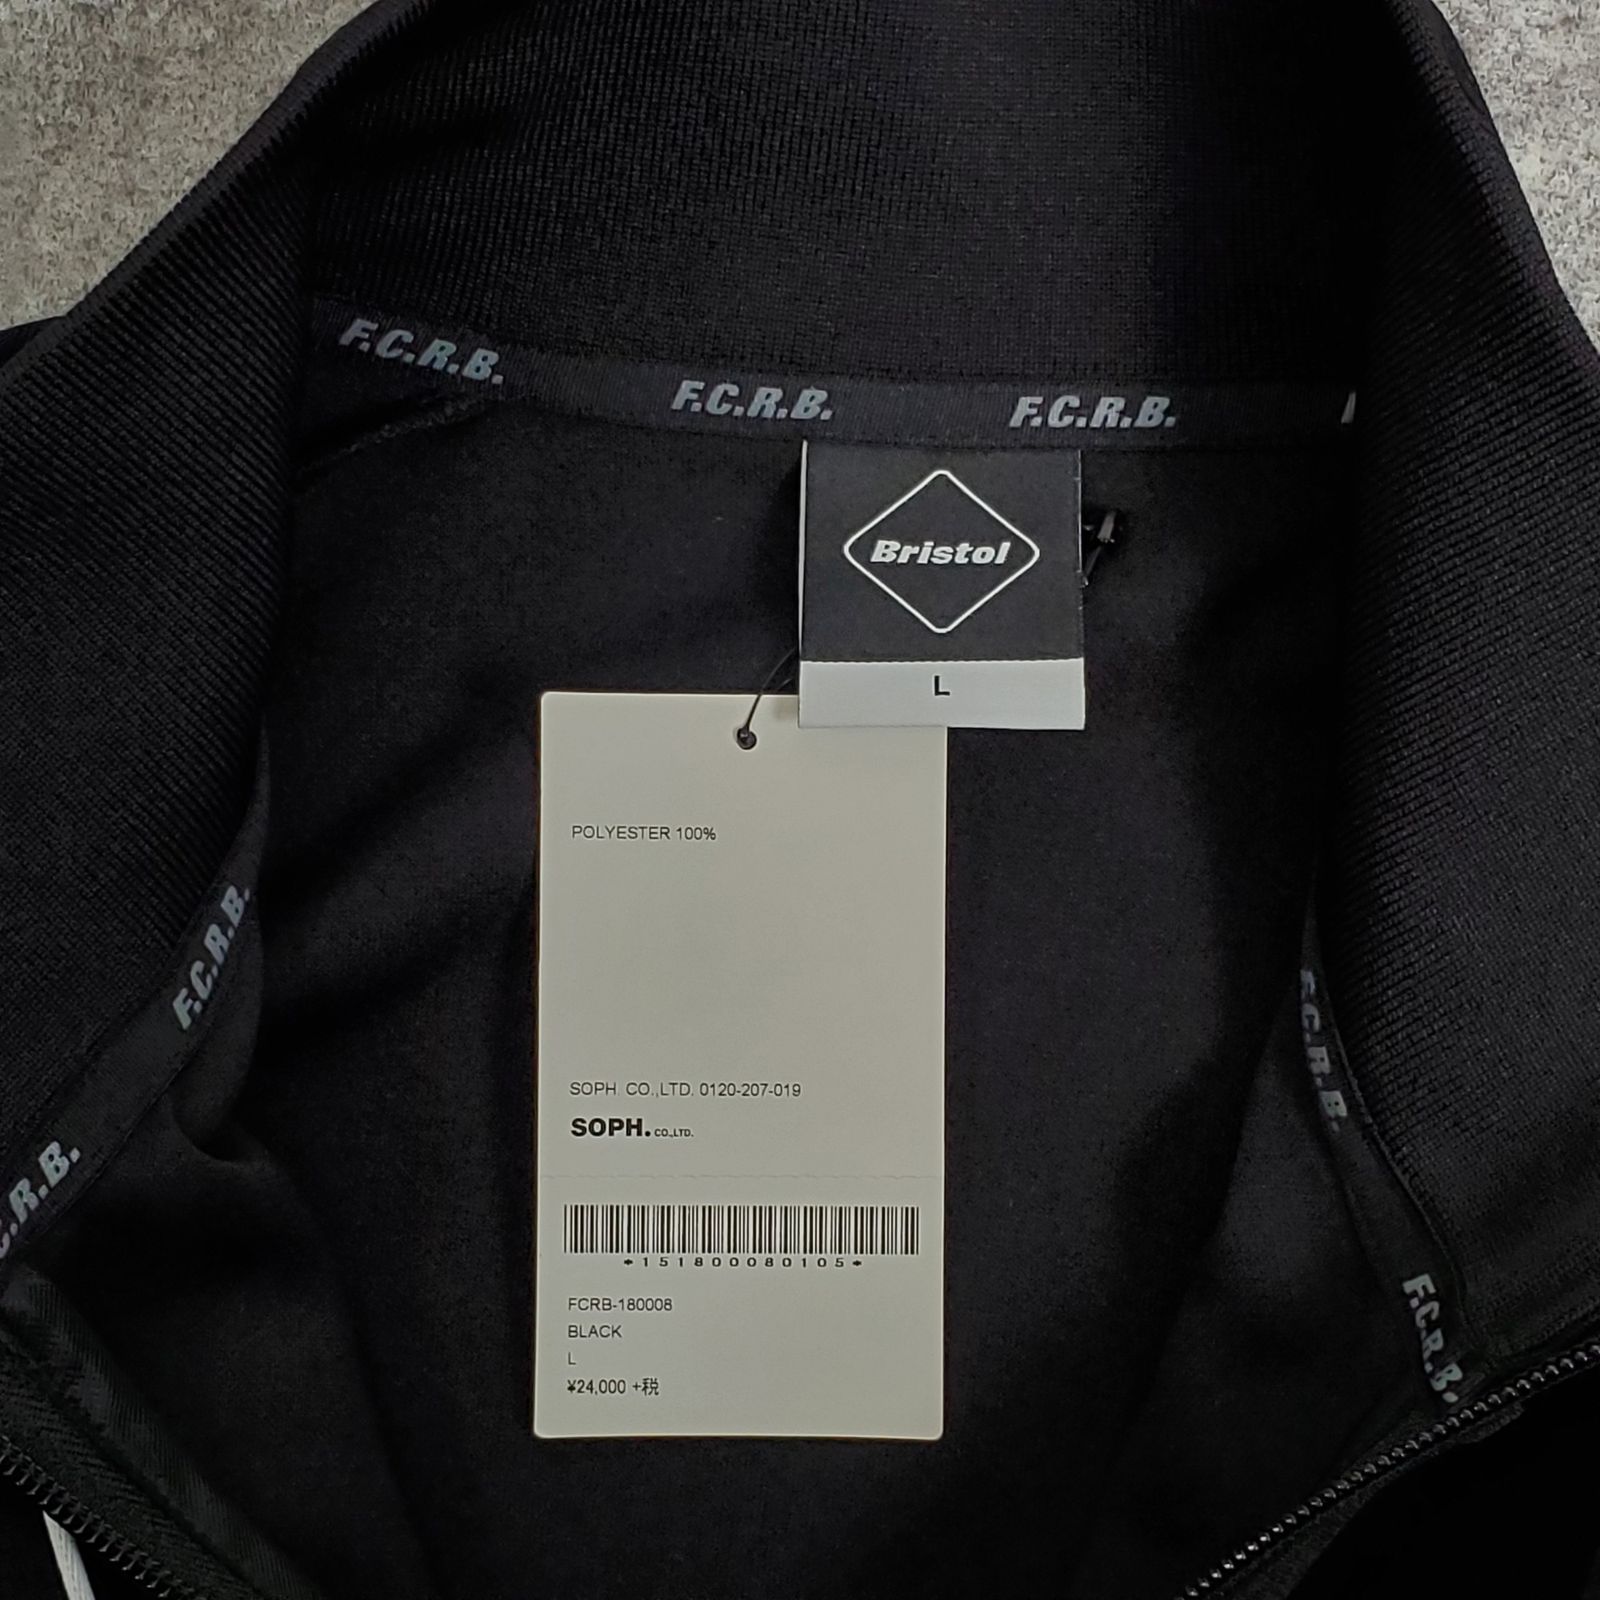 F.C.R.B.
F.C.R.B.
F.C.R.B.
Bristol
L
POLYESTER 100%
F.C.R.B.
F.C.R.B.
SOPH. CO.,LTD. 0120-207-019
SOPH. CO.,LTD.
*151800080105*
FCRB-180008
BLACK
L
¥24,000 +税
C.R.B.
F.C.R.B.